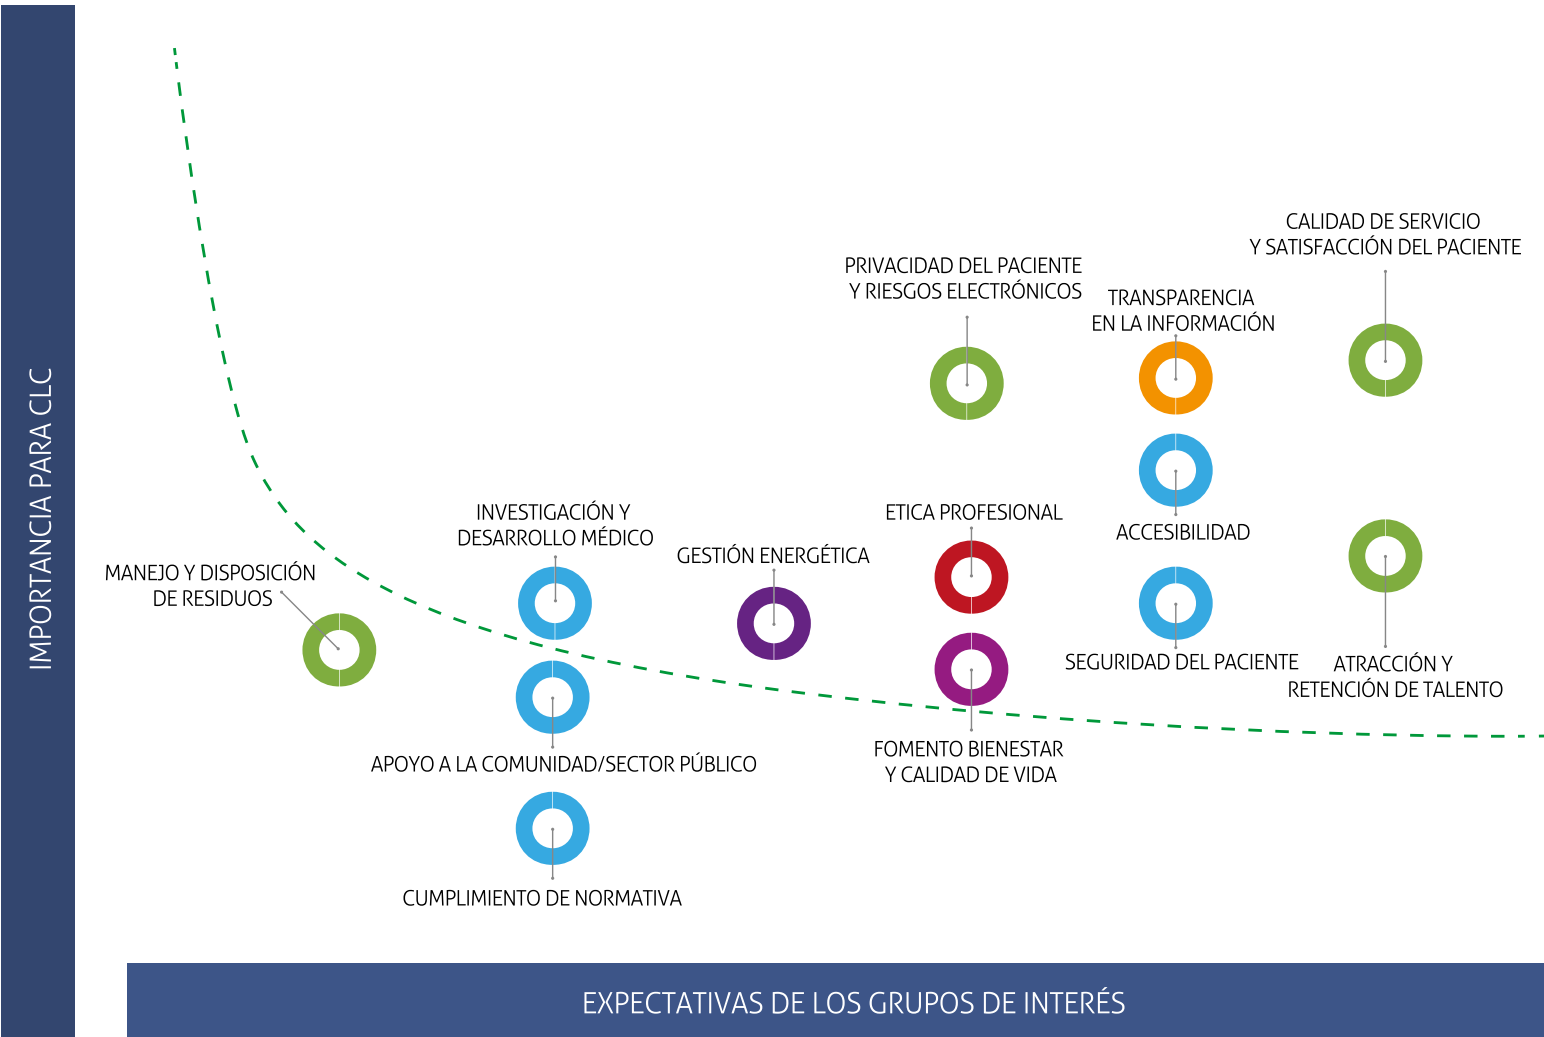 IMPORTANCIA PARA CLC
CALIDAD DE SERVICIO
Y SATISFACCIÓN DEL PACIENTE
PRIVACIDAD DEL PACIENTE
Y RIESGOS ELECTRÓNICOS
TRANSPARENCIA
EN LA INFORMACIÓN
INVESTIGACIÓN Y
DESARROLLO MÉDICO
ETICA PROFESIONAL
ACCESIBILIDAD
GESTIÓN ENERGÉTICA
MANEJO Y DISPOSICIÓN
DE RESIDUOS
SEGURIDAD DEL PACIENTE
ATRACCIÓN Y
RETENCIÓN DE TALENTO
APOYO A LA COMUNIDAD/SECTOR PÚBLICO
FOMENTO BIENESTAR
Y CALIDAD DE VIDA
CUMPLIMIENTO DE NORMATIVA
EXPECTATIVAS DE LOS GRUPOS DE INTERÉS